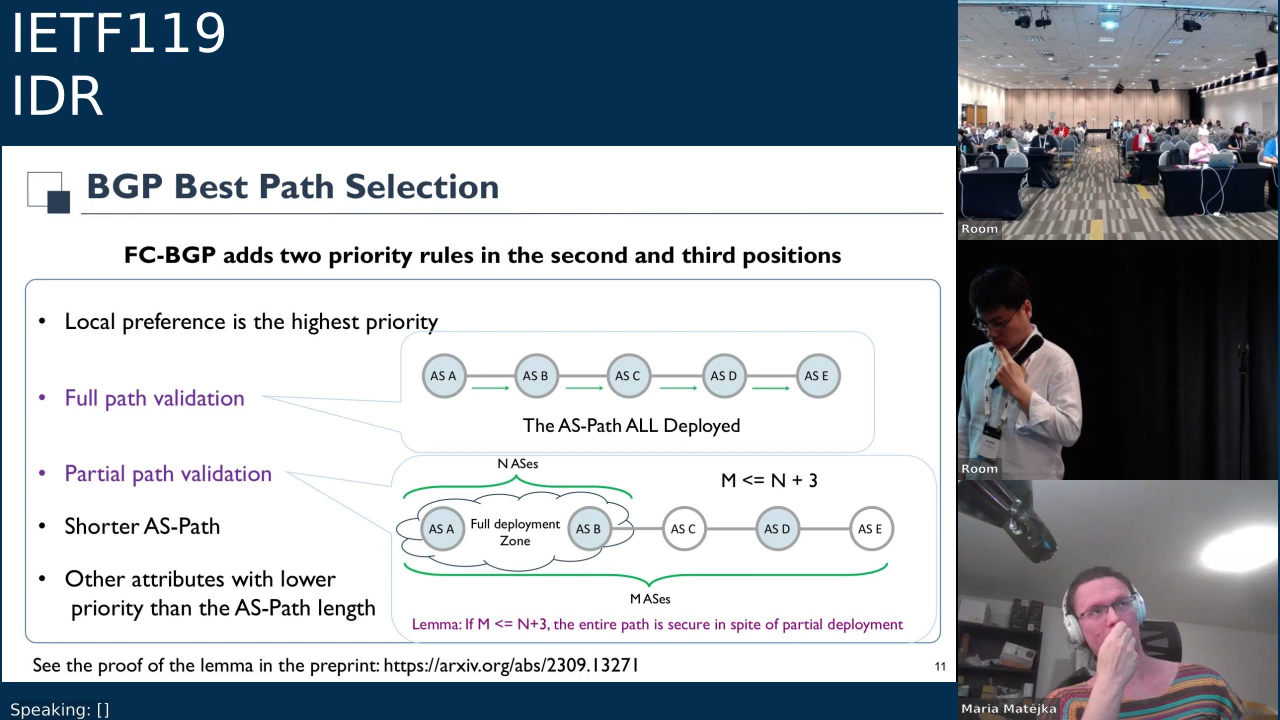 IETF119
IDR
BGP Best Path Selection
FC-BGP adds two priority rules in the second and third positions
• Local preference is the highest priority
• Full path validation
AS A
AS B
AS C
AS D
AS E
The AS-Path ALL Deployed
• Partial path validation
N ASes
M <= N + 3
AS A
Full deployment
Zone
AS B
AS C
AS D
AS E
M ASes
Lemma: If M <= N+3, the entire path is secure in spite of partial deployment
• Shorter AS-Path
• Other attributes with lower
priority than the AS-Path length
See the proof of the lemma in the preprint: https://arxiv.org/abs/2309.13271
11
Speaking: []
Room
Room
Maria Matějka